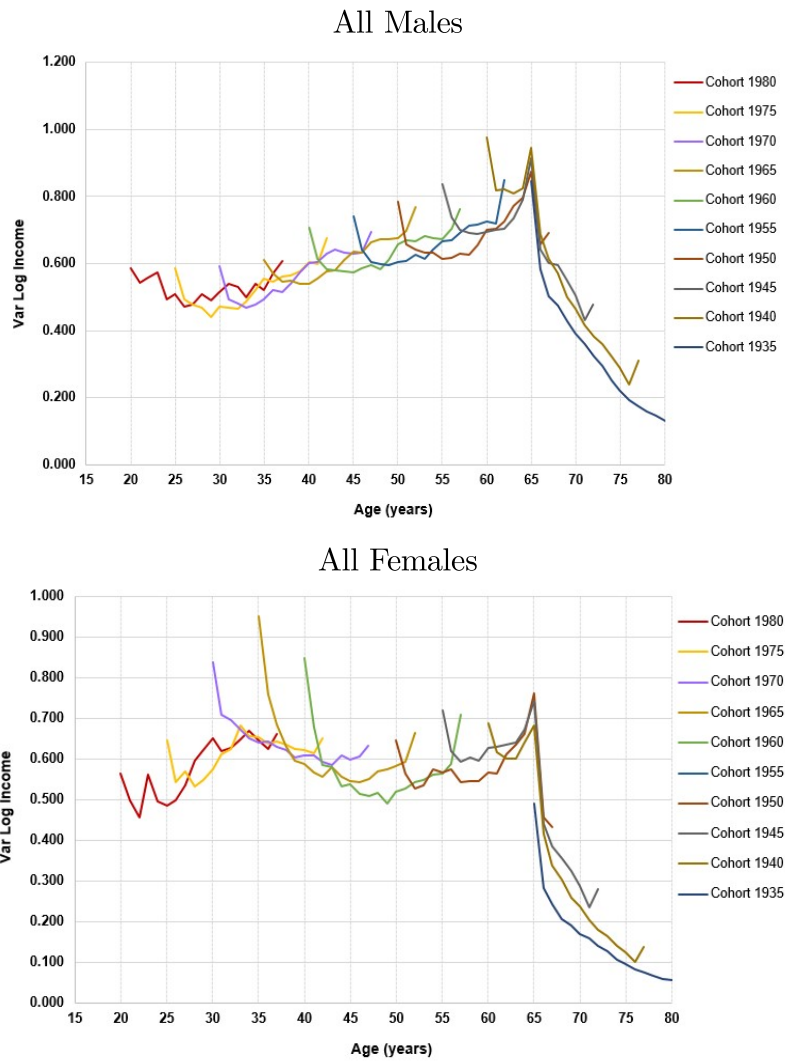 All Males
1.200
1.000
0.800
0.600
0.400
0.200
0.000
Var Log Income
15 20 25 30 35 40 45 50 55 60 65 70 75 80
Age (years)
Cohort 1980
Cohort 1975
Cohort 1970
Cohort 1965
Cohort 1960
Cohort 1955
Cohort 1950
Cohort 1945
Cohort 1940
Cohort 1935
All Females
1.000
0.900
0.800
0.700
0.600
0.500
0.400
0.300
0.200
0.100
0.000
Var Log Income
15 20 25 30 35 40 45 50 55 60 65 70 75 80
Age (years)
Cohort 1980
Cohort 1975
Cohort 1970
Cohort 1965
Cohort 1960
Cohort 1955
Cohort 1950
Cohort 1945
Cohort 1940
Cohort 1935